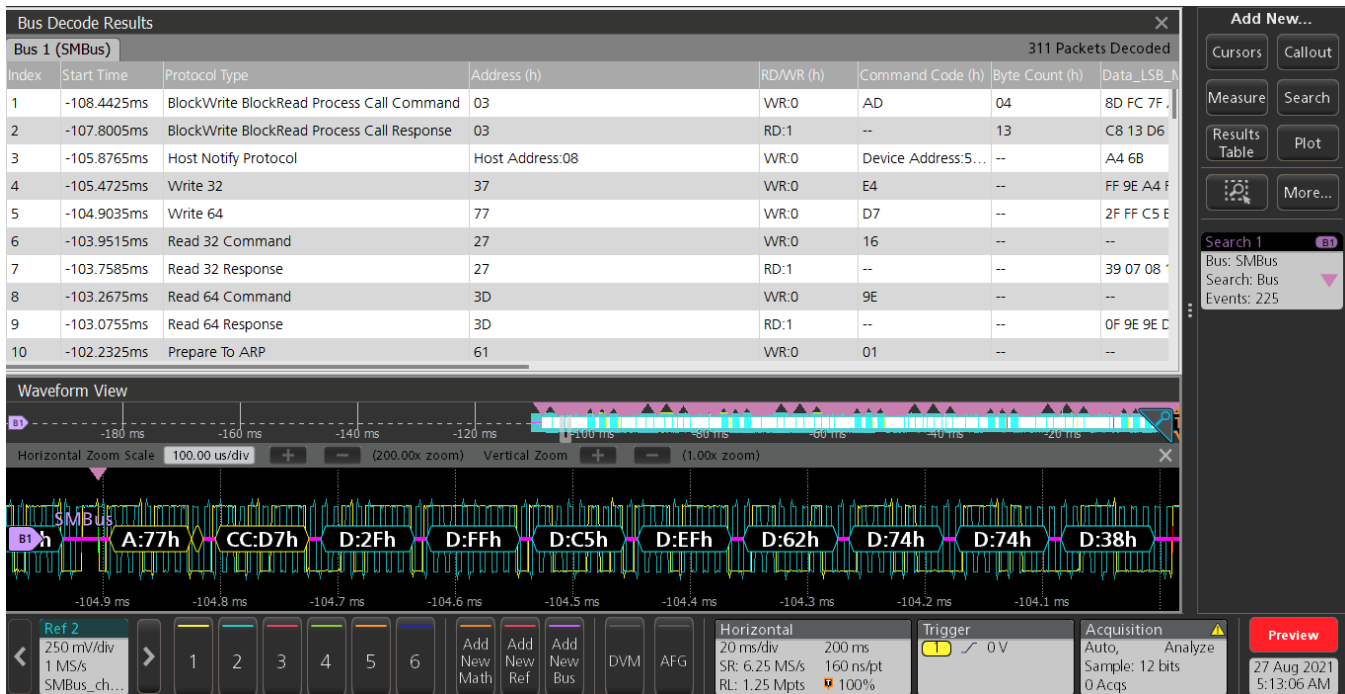 Bus Decode Results
Bus 1 (SMBus) 311 Packets Decoded
Index Start Time Protocol Type Address (h) RD/WR (h) Command Code (h) Byte Count (h) Data_LSB_
1 -108.4425ms BlockWrite BlockRead Process Call Command 03 WR:0 AD 04 8D FC 7F
2 -107.8005ms BlockWrite BlockRead Process Call Response 03 RD:1 -- 13 C8 13 D6
3 -105.8765ms Host Notify Protocol Host Address:08 WR:0 Device Address:5... -- A4 6B
4 -105.4725ms Write 32 37 WR:0 E4 -- FF 9E A4
5 -104.9035ms Write 64 77 WR:0 D7 -- 2F FF C5
6 -103.9515ms Read 32 Command 27 WR:0 16 -- --
7 -103.7585ms Read 32 Response 27 RD:1 -- -- 39 07 08
8 -103.2675ms Read 64 Command 3D WR:0 9E -- --
9 -103.0755ms Read 64 Response 3D RD:1 -- -- 0F 9E 9E
10 -102.2325ms Prepare To ARP 61 WR:0 01 -- --
Waveform View
B1
-180 ms -160 ms -140 ms -120 ms -100 ms -80 ms -60 ms -40 ms -20 ms
Horizontal Zoom Scale 100.00 us/div + — (200.00x zoom) Vertical Zoom + — (1.00x zoom)
SMBus
B1 h A:77h CC:D7h D:2Fh D:FFh D:C5h D:EFh D:62h D:74h D:74h D:38h
-104.9 ms -104.8 ms -104.7 ms -104.6 ms -104.5 ms -104.4 ms -104.3 ms -104.2 ms -104.1 ms
Add New...
Cursors Callout
Measure Search
Results Table Plot
More...
Search 1 B1
Bus: SMBus
Search: Bus
Events: 225
Ref 2
250 mV/div
1 MS/s
SMBus_ch...
1 2 3 4 5 6
Add New Math
Add New Ref
Add New Bus
DVM AFG
Horizontal
20 ms/div 200 ms
SR: 6.25 MS/s 160 ns/pt
RL: 1.25 Mpts 100%
Trigger
1 0 V
Acquisition
Auto, Analyze
Sample: 12 bits
0 Acqs
Preview
27 Aug 2021
5:13:06 AM